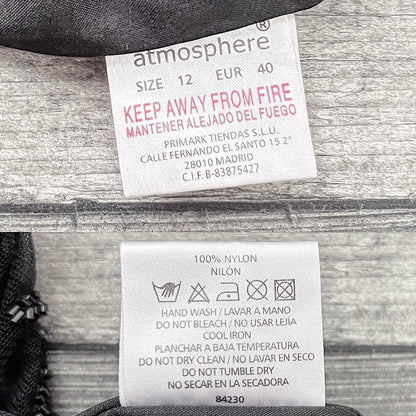 atmosphere
SIZE 12 EUR 40
KEEP AWAY FROM FIRE
MANTENER ALEJADO DEL FUEGO
PRIMARK TIENDAS S.L.U.
CALLE FERNANDO EL SANTO 15 2°
28010 MADRID
C.I.F. B-83875427
100% NYLON
NILÓN
HAND WASH / LAVAR A MANO
DO NOT BLEACH / NO USAR LEJÍA
COOL IRON
PLANCHAR A BAJA TEMPERATURA
DO NOT DRY CLEAN / NO LAVAR EN SECO
DO NOT TUMBLE DRY
NO SECAR EN LA SECADORA
84230